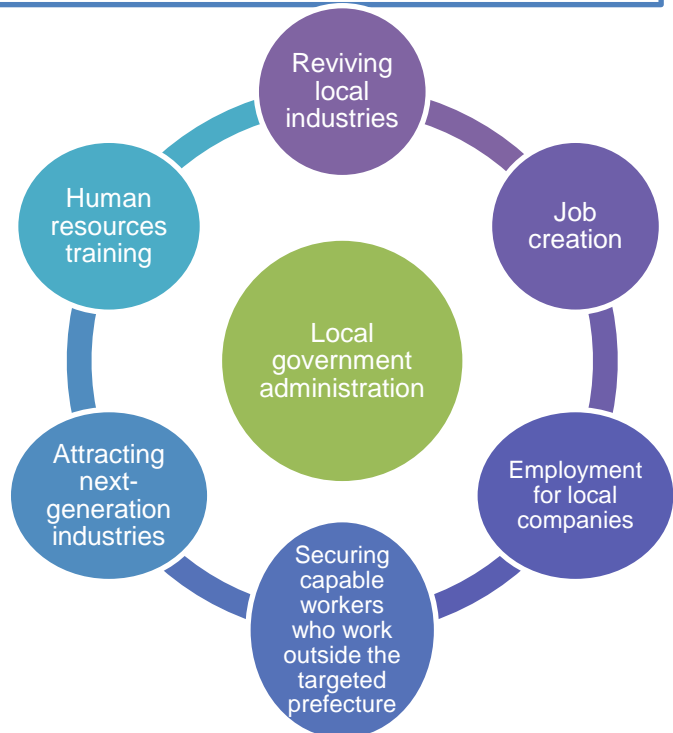 Reviving
local
industries
Job
creation
Employment
for local
companies
Securing
capable
workers
who work
outside the
targeted
prefecture
Attracting
next-
generation
industries
Human
resources
training
Local
government
administration